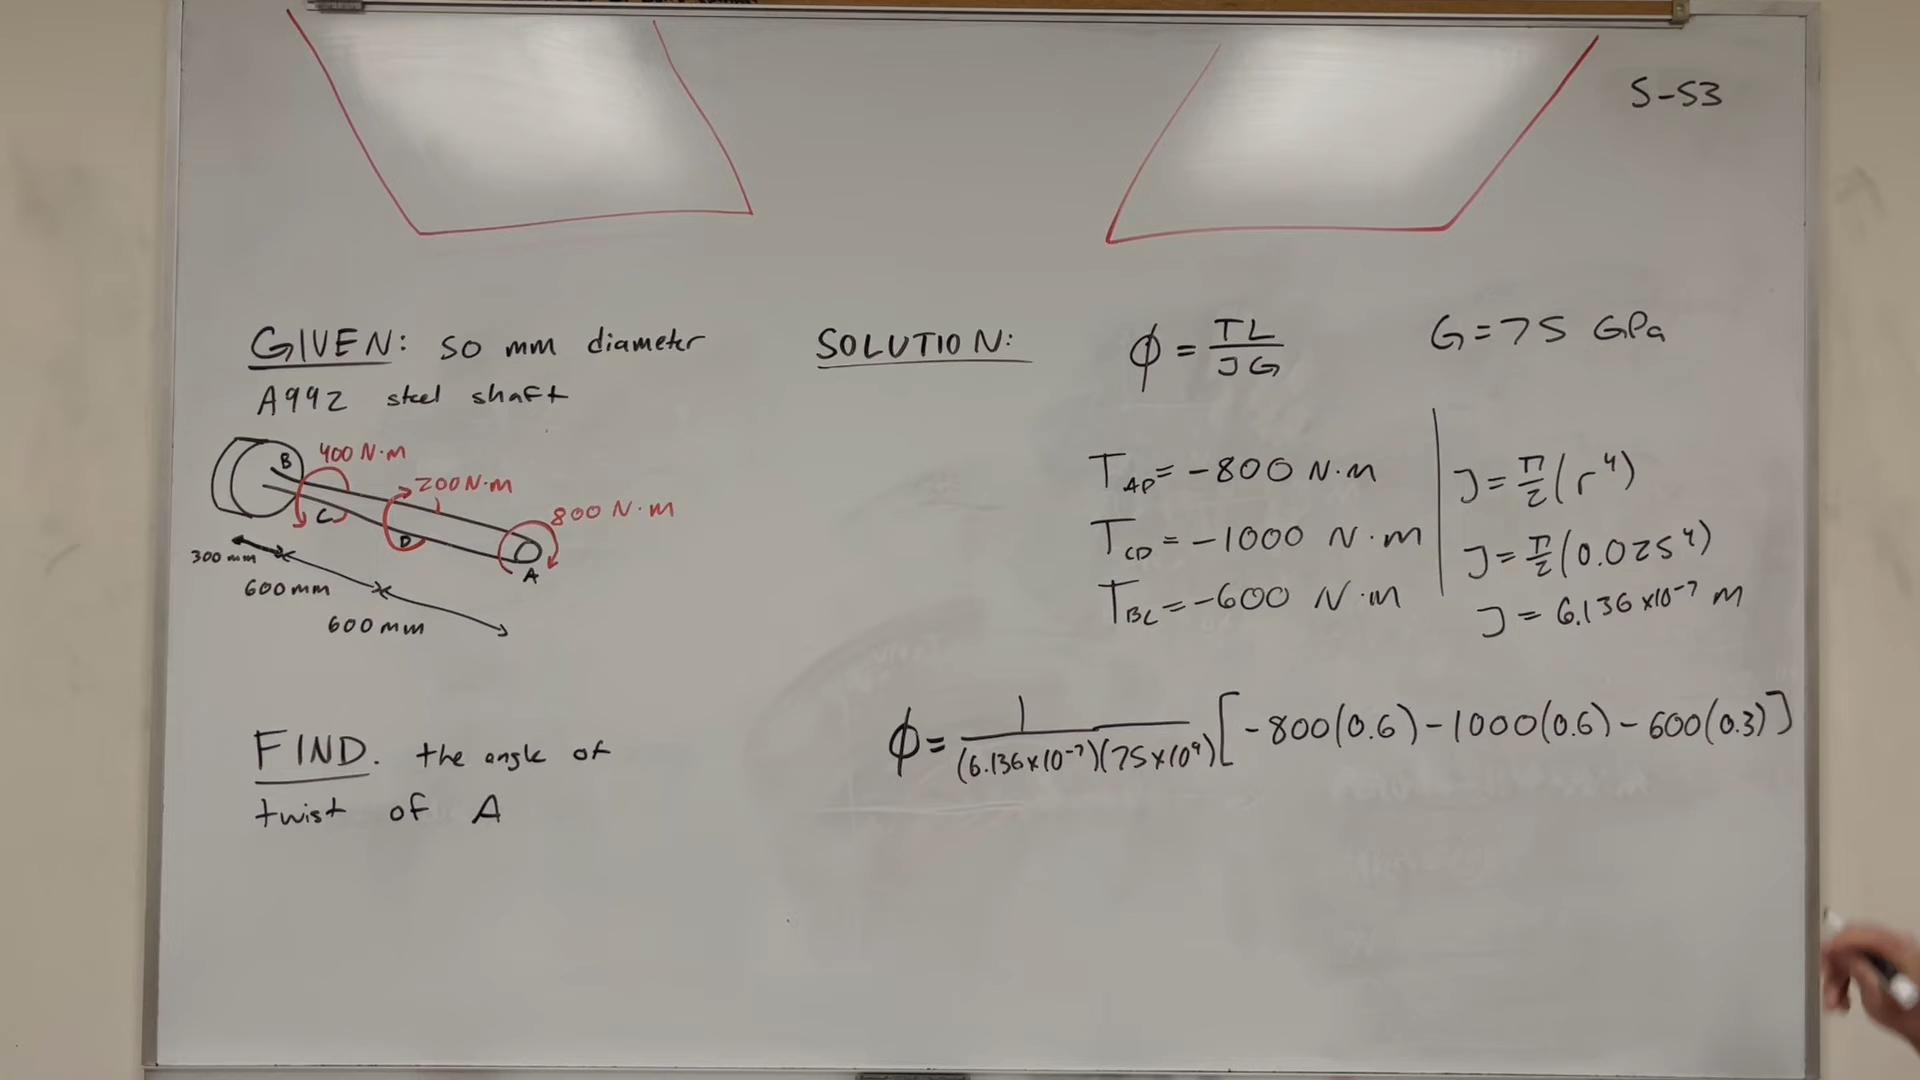 5-53
GIVEN: 50 mm diameter
A992 steel shaft
B
400 N·m
200 N·m
800 N·m
C
D
A
300 mm
600 mm
600 mm
FIND. the angle of
twist of A
SOLUTION:
ϕ = TL / JG
G = 75 GPa
T_AD = -800 N·m
T_CD = -1000 N·m
T_BC = -600 N·m
J = π/2 (r⁴)
J = π/2 (0.025⁴)
J = 6.136×10⁻⁷ m
ϕ = 1 / (6.136×10⁻⁷)(75×10⁹) [-800(0.6) - 1000(0.6) - 600(0.3)]